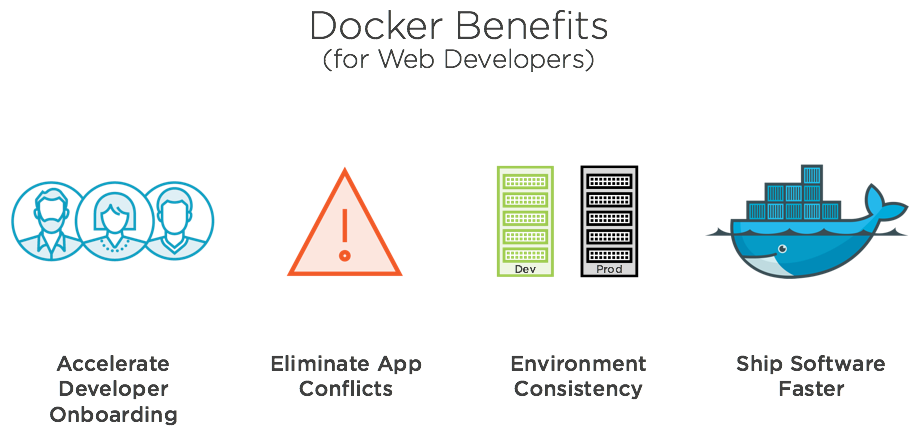 Docker Benefits
(for Web Developers)
Dev
Prod
Accelerate
Developer
Onboarding
Eliminate App
Conflicts
Environment
Consistency
Ship Software
Faster